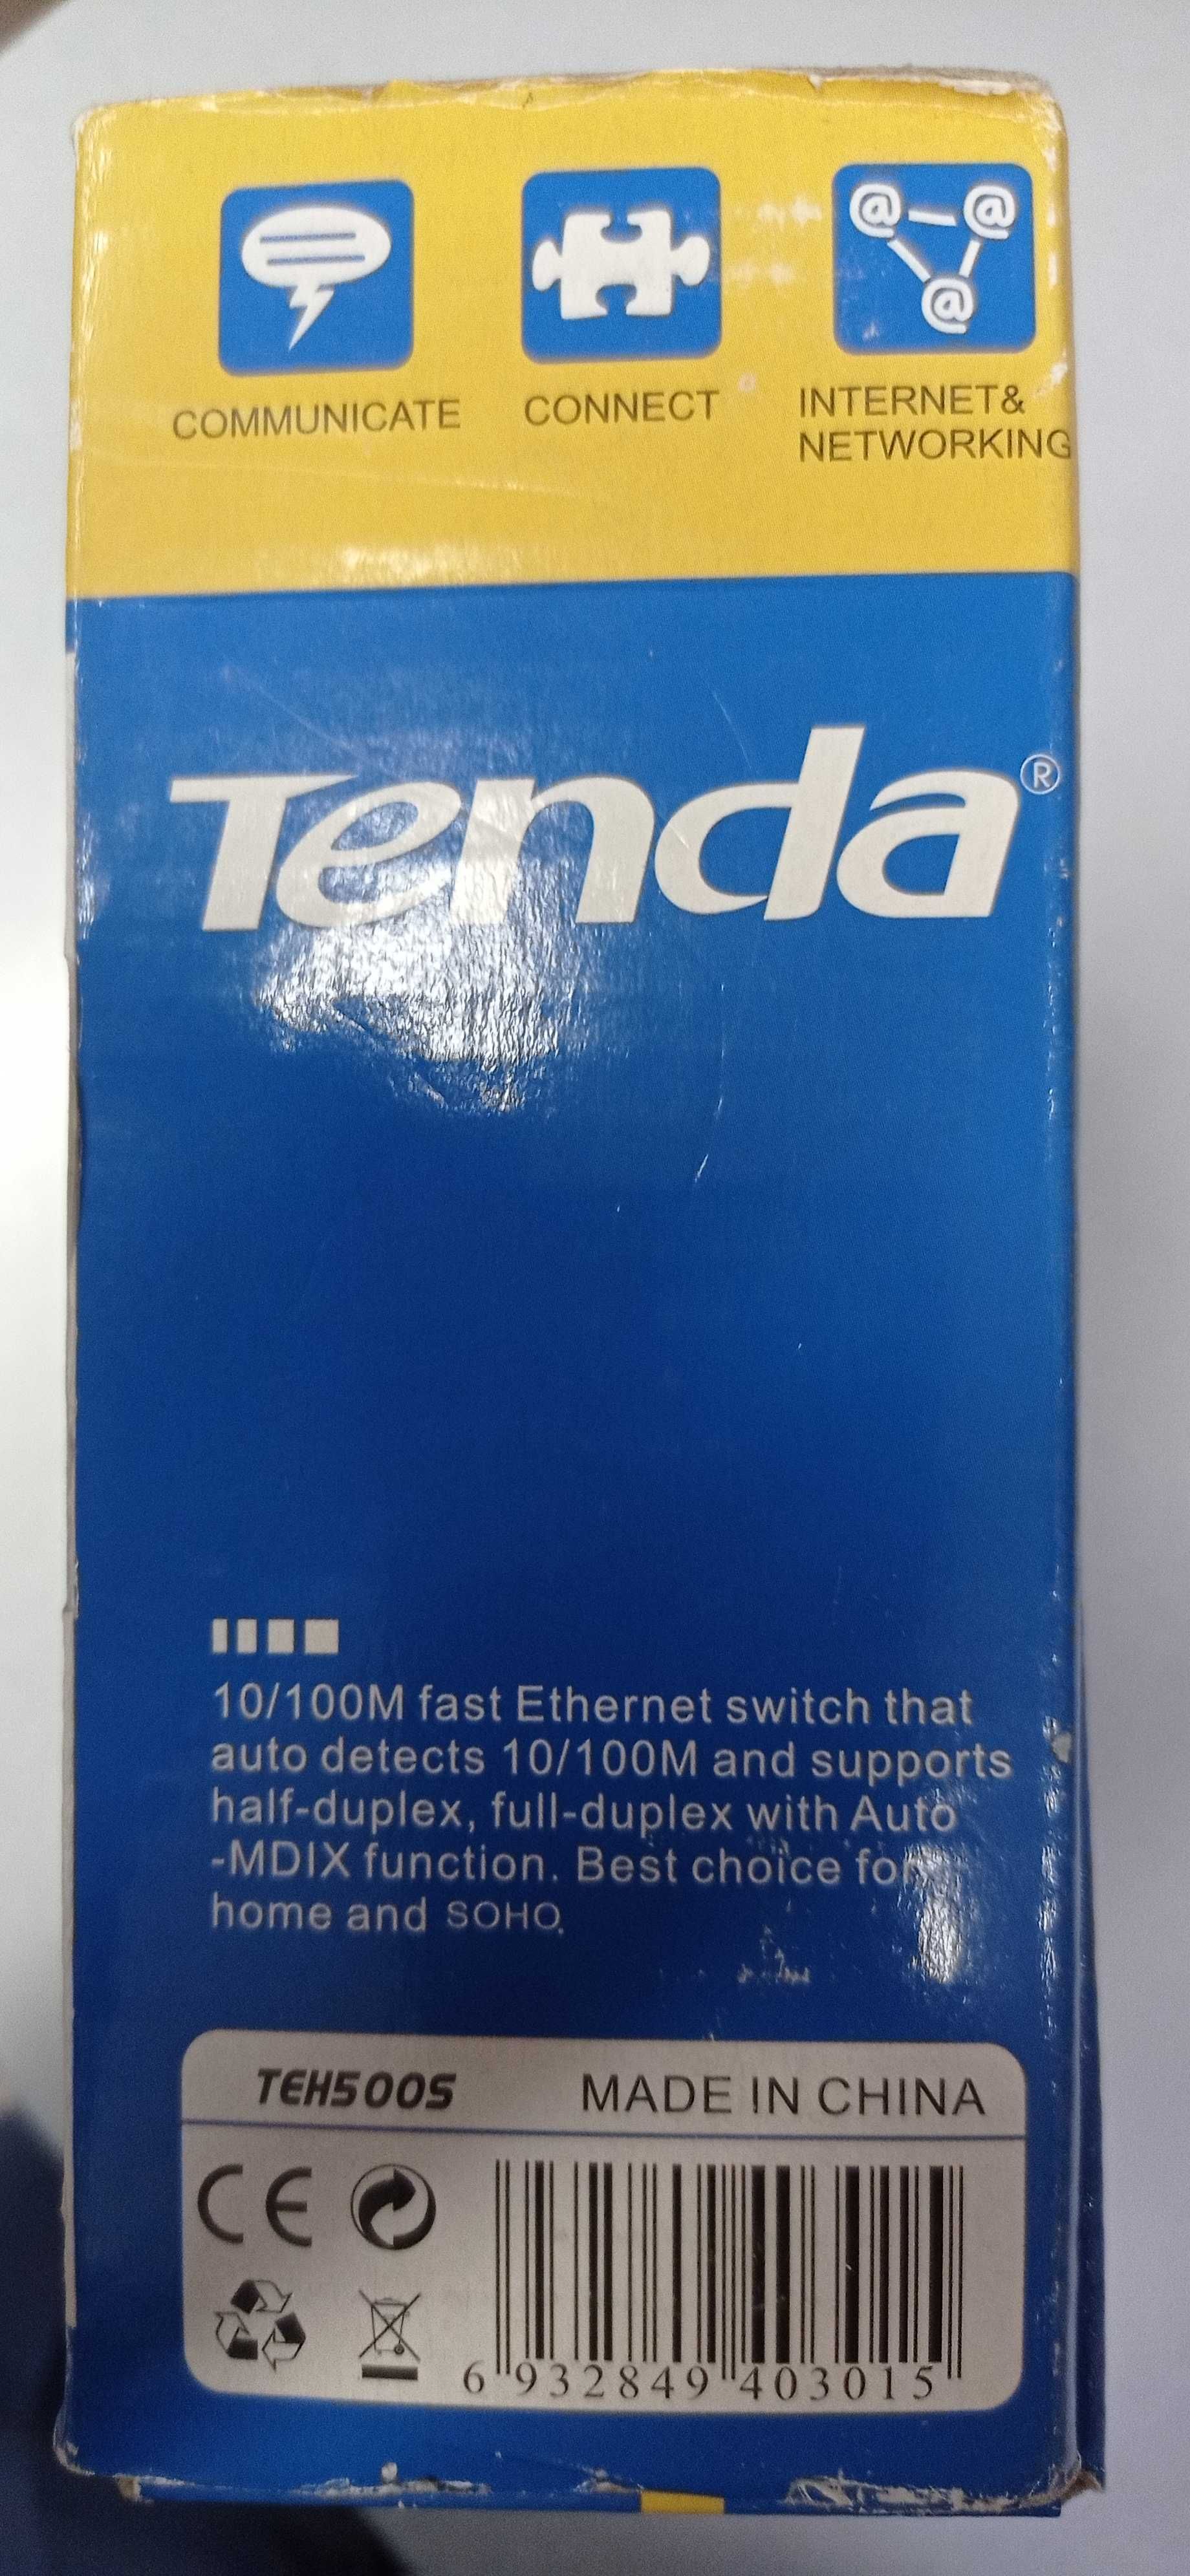 COMMUNICATE
CONNECT
INTERNET&
NETWORKING
Tenda®
10/100M fast Ethernet switch that
auto detects 10/100M and supports
half-duplex, full-duplex with Auto
-MDIX function. Best choice for
home and SOHO.
TEH500S MADE IN CHINA
CE
6 932849 403015